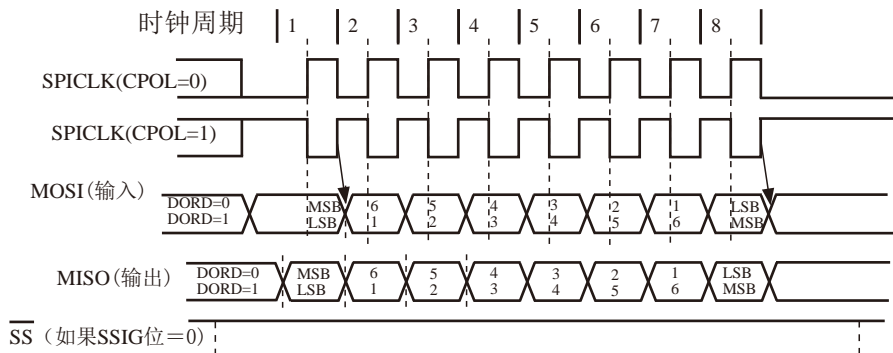 时钟周期 1 2 3 4 5 6 7 8
SPICLK(CPOL=0)
SPICLK(CPOL=1)
MOSI(输入)
DORD=0 MSB 6 5 4 3 2 1 LSB
DORD=1 LSB 1 2 3 4 5 6 MSB
MISO(输出)
DORD=0 MSB 6 5 4 3 2 1 LSB
DORD=1 LSB 1 2 3 4 5 6 MSB
SS(如果SSIG位=0)